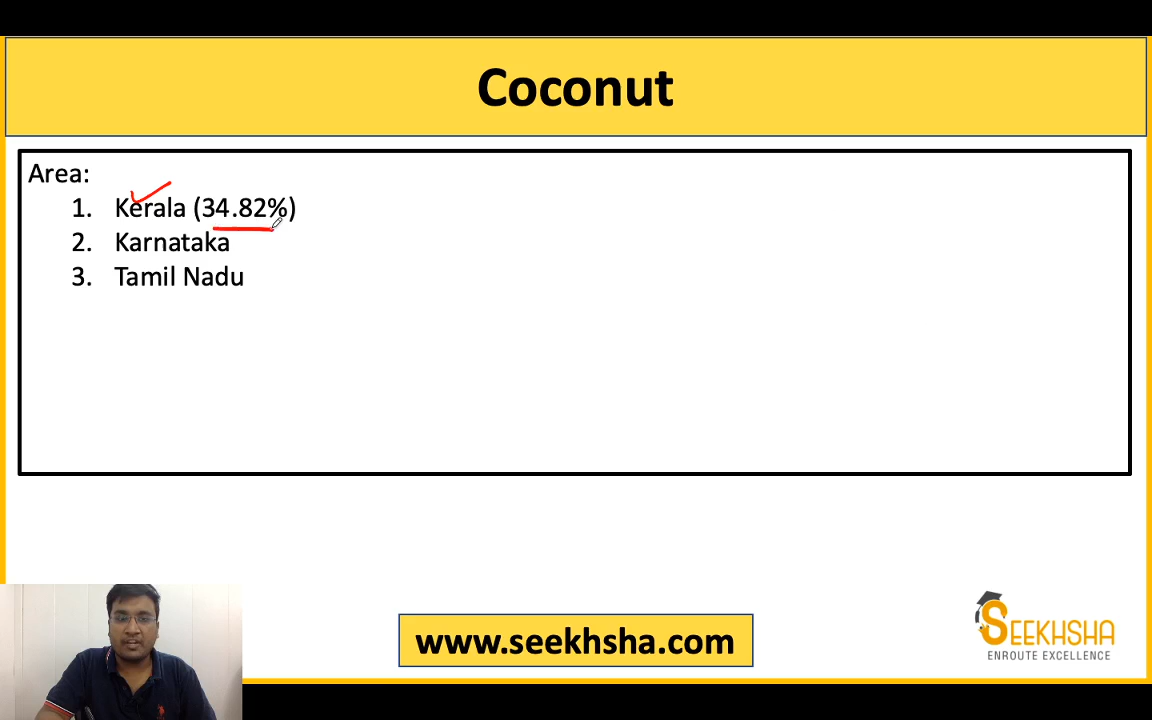 Coconut
Area:
1. Kerala (34.82%)
2. Karnataka
3. Tamil Nadu
www.seekhsha.com
SEEKHSHA
ENROUTE EXCELLENCE